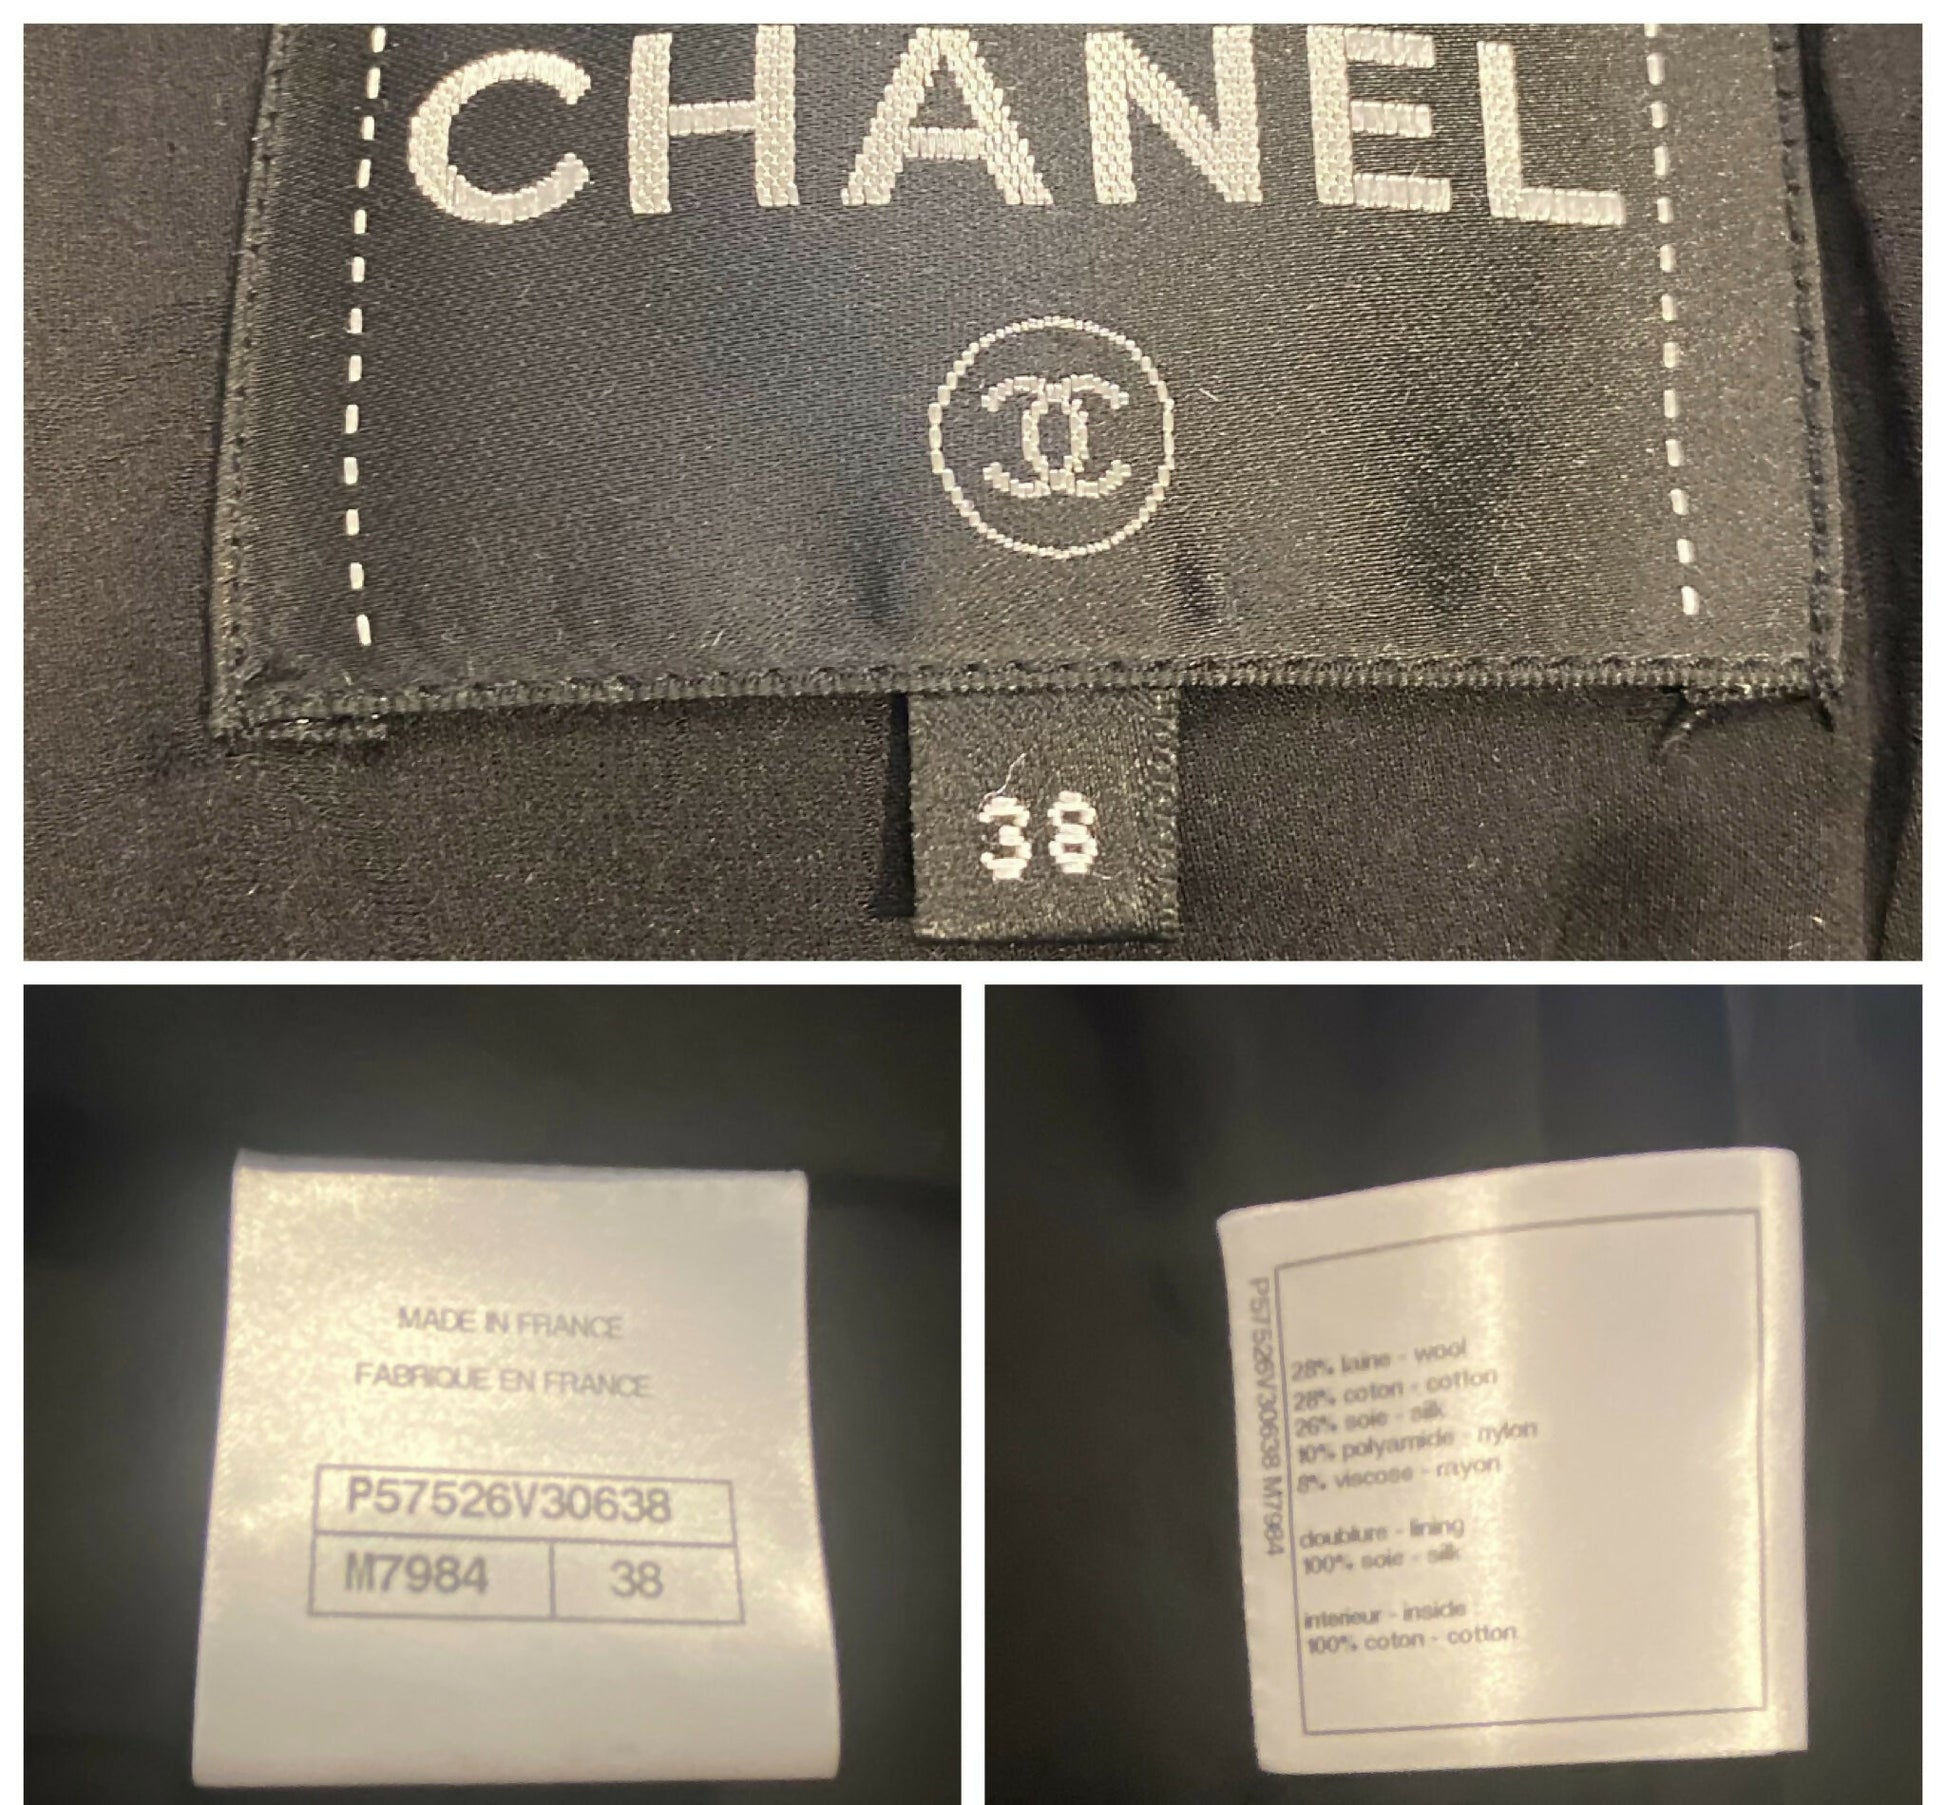 CHANEL
38
MADE IN FRANCE
FABRIQUE EN FRANCE
P57526V30638
M7984 38
P57526V30638 M7984
28% laine - wool
28% coton - cotton
26% soie - silk
10% polyamide - nylon
8% viscose - rayon
doublure - lining
100% soie - silk
interieur - inside
100% coton - cotton